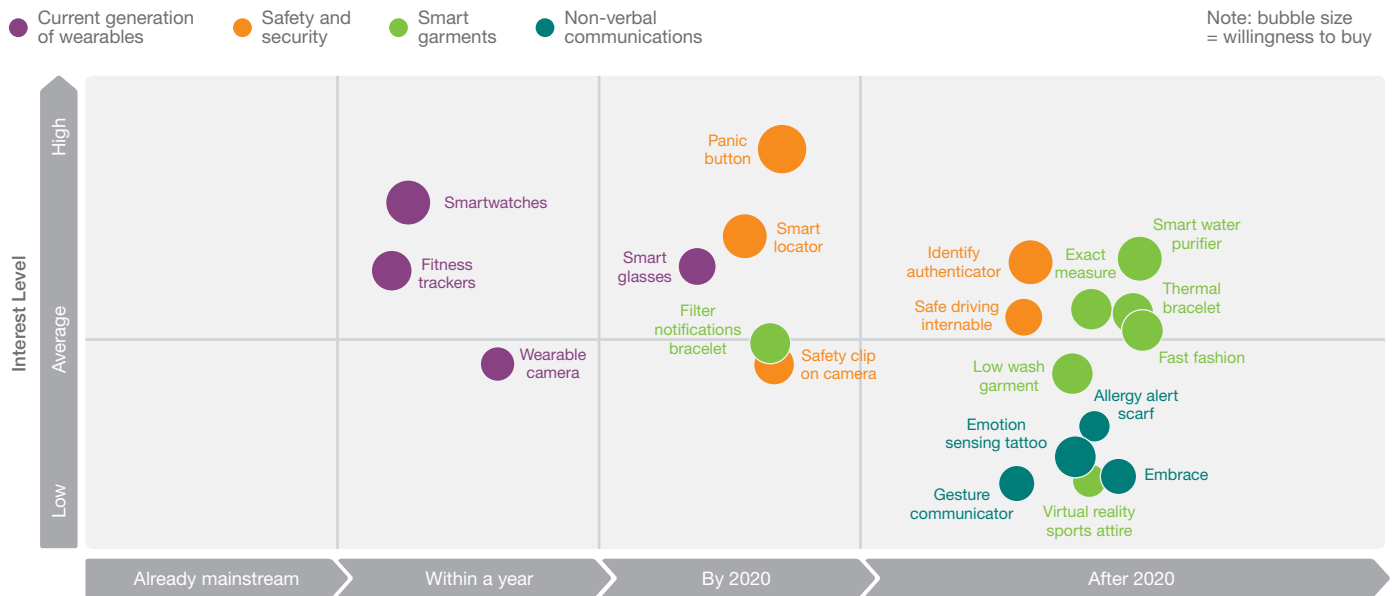 Current generation
of wearables
Safety and
security
Smart
garments
Non-verbal
communications
Note: bubble size
= willingness to buy
Interest Level
High
Average
Low
Panic
button
Smartwatches
Smart
locator
Smart
glasses
Fitness
trackers
Filter
notifications
bracelet
Wearable
camera
Safety clip
on camera
Smart water
purifier
Identify
authenticator
Exact
measure
Thermal
bracelet
Safe driving
internable
Fast fashion
Low wash
garment
Allergy alert
scarf
Emotion
sensing tattoo
Embrace
Gesture
communicator
Virtual reality
sports attire
Already mainstream
Within a year
By 2020
After 2020